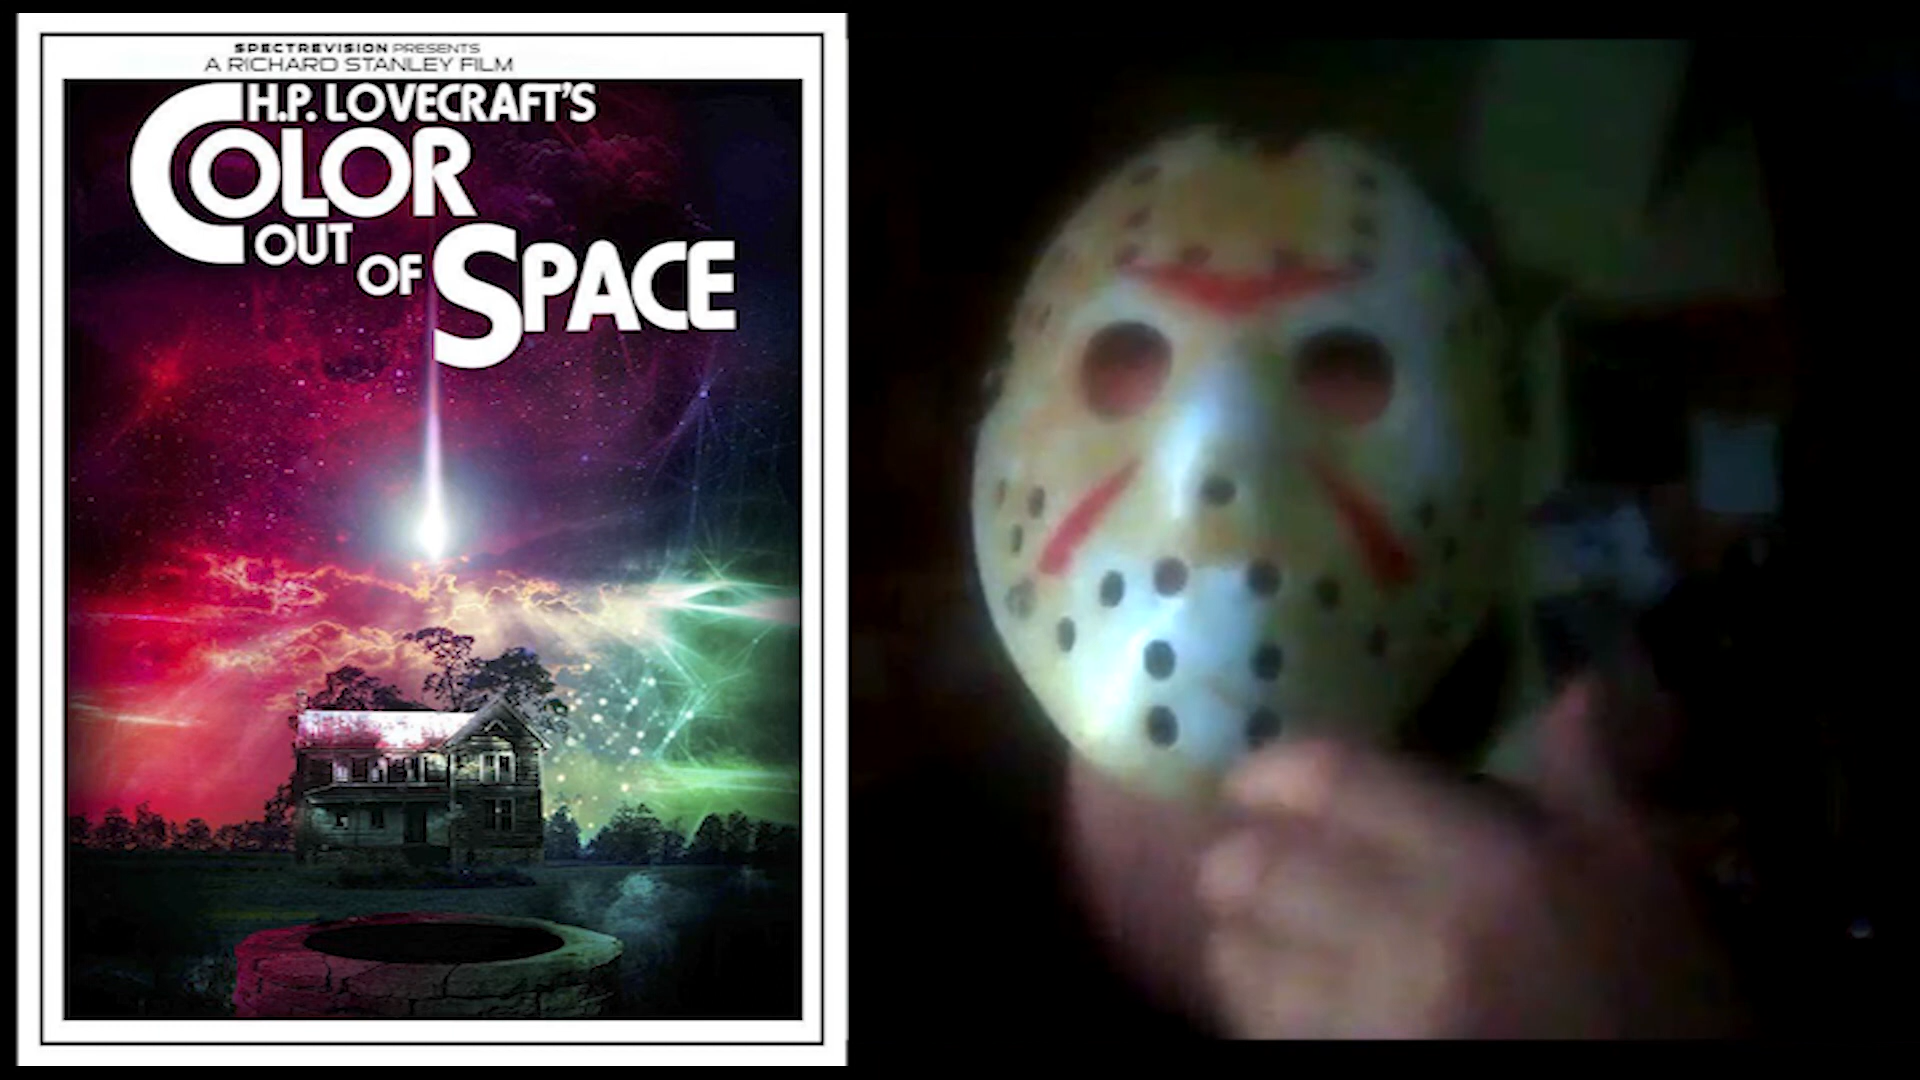 SPECTREVISION PRESENTS
A RICHARD STANLEY FILM
H.P. LOVECRAFT'S
COLOR
OUT
OF
SPACE